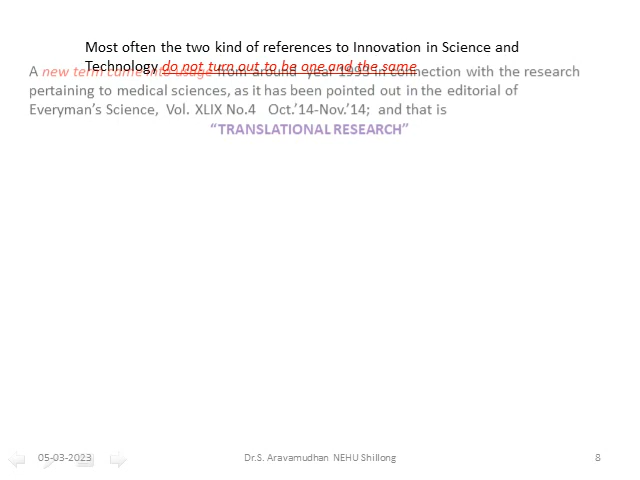 Most often the two kind of references to Innovation in Science and
Technology do not turn out to be one and the same
A new term came into usage from around year 1993 in connection with the research
pertaining to medical sciences, as it has been pointed out in the editorial of
Everyman’s Science, Vol. XLIX No.4 Oct.’14-Nov.’14; and that is
“TRANSLATIONAL RESEARCH”
05-03-2023 Dr.S. Aravamudhan NEHU Shillong 8